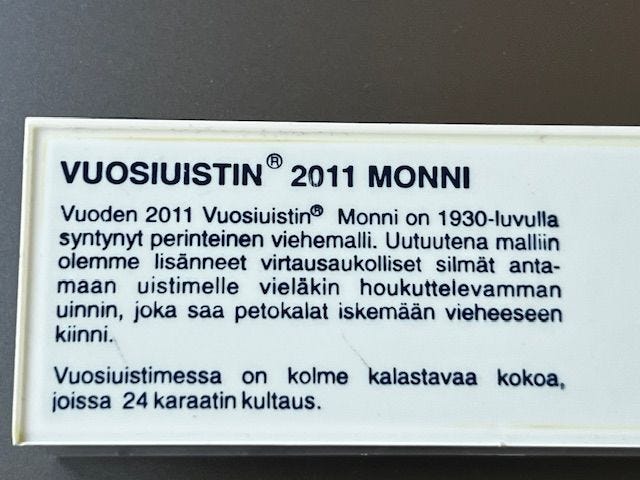 VUOSIUISTIN® 2011 MONNI
Vuoden 2011 Vuosiuistin® Monni on 1930-luvulla
syntynyt perinteinen viehemalli. Uutuutena malliin
olemme lisänneet virtausaukolliset silmät anta-
maan uistimelle vieläkin houkuttelevamman
uinnin, joka saa petokalat iskemään vieheeseen
kiinni.
Vuosiuistimessa on kolme kalastavaa kokoa,
joissa 24 karaatin kultaus.